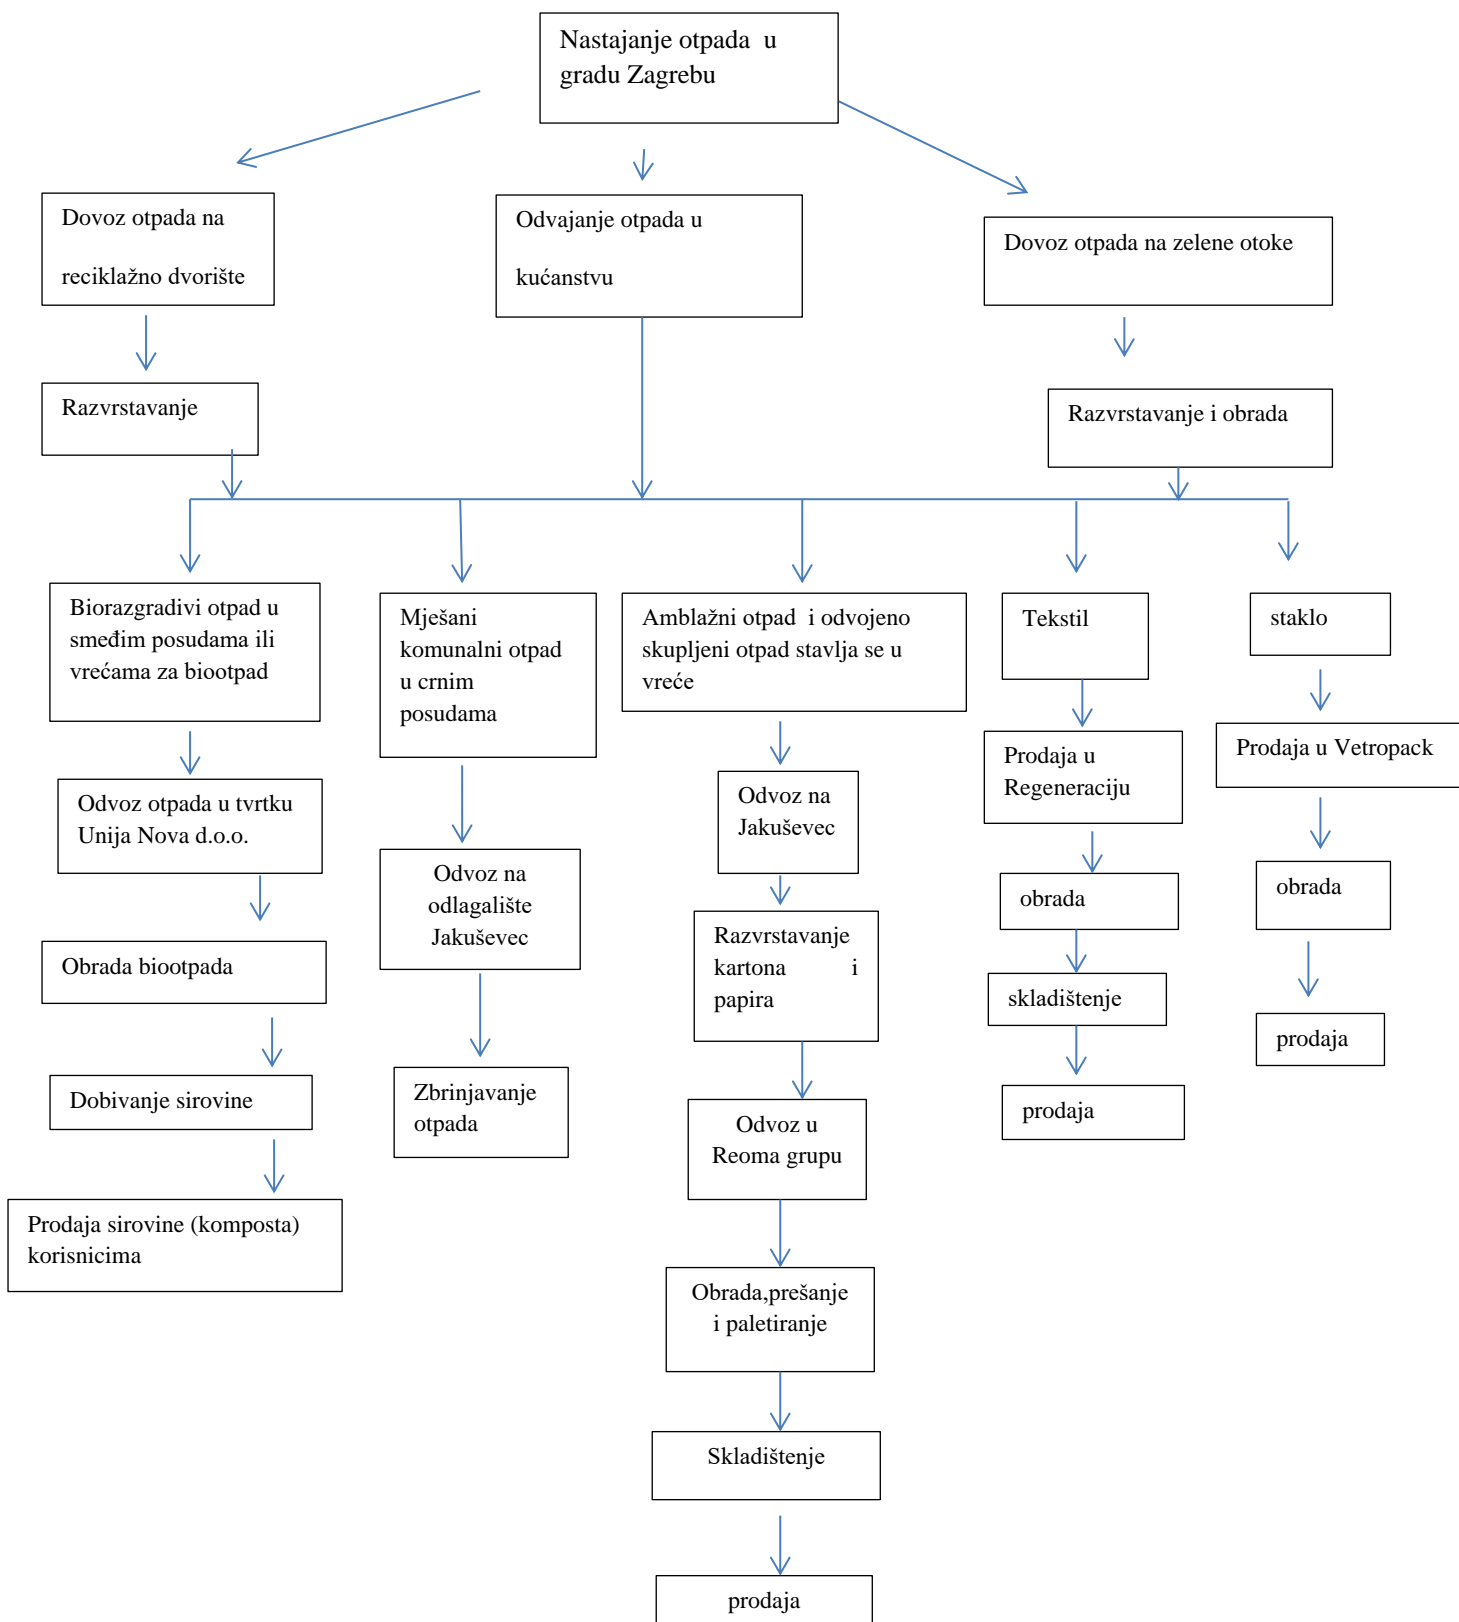 Nastajanje otpada u
gradu Zagrebu
Dovoz otpada na
reciklažno dvorište
Odvajanje otpada u
kućanstvu
Dovoz otpada na zelene otoke
Razvrstavanje
Razvrstavanje i obrada
Biorazgradivi otpad u
smeđim posudama ili
vrećama za biootpad
Mješani
komunalni otpad
u crnim
posudama
Amblažni otpad i odvojeno
skupljeni otpad stavlja se u
vreće
Tekstil
staklo
Odvoz otpada u tvrtku
Unija Nova d.o.o.
Odvoz na
odlagalište
Jakuševec
Odvoz na
Jakuševec
Prodaja u
Regeneraciju
Prodaja u Vetropack
Obrada biootpada
Zbrinjavanje
otpada
Razvrstavanje
kartona i
papira
obrada
obrada
Dobivanje sirovine
Odvoz u
Reoma grupu
skladištenje
prodaja
Prodaja sirovine (komposta)
korisnicima
Obrada,prešanje
i paletiranje
prodaja
Skladištenje
prodaja